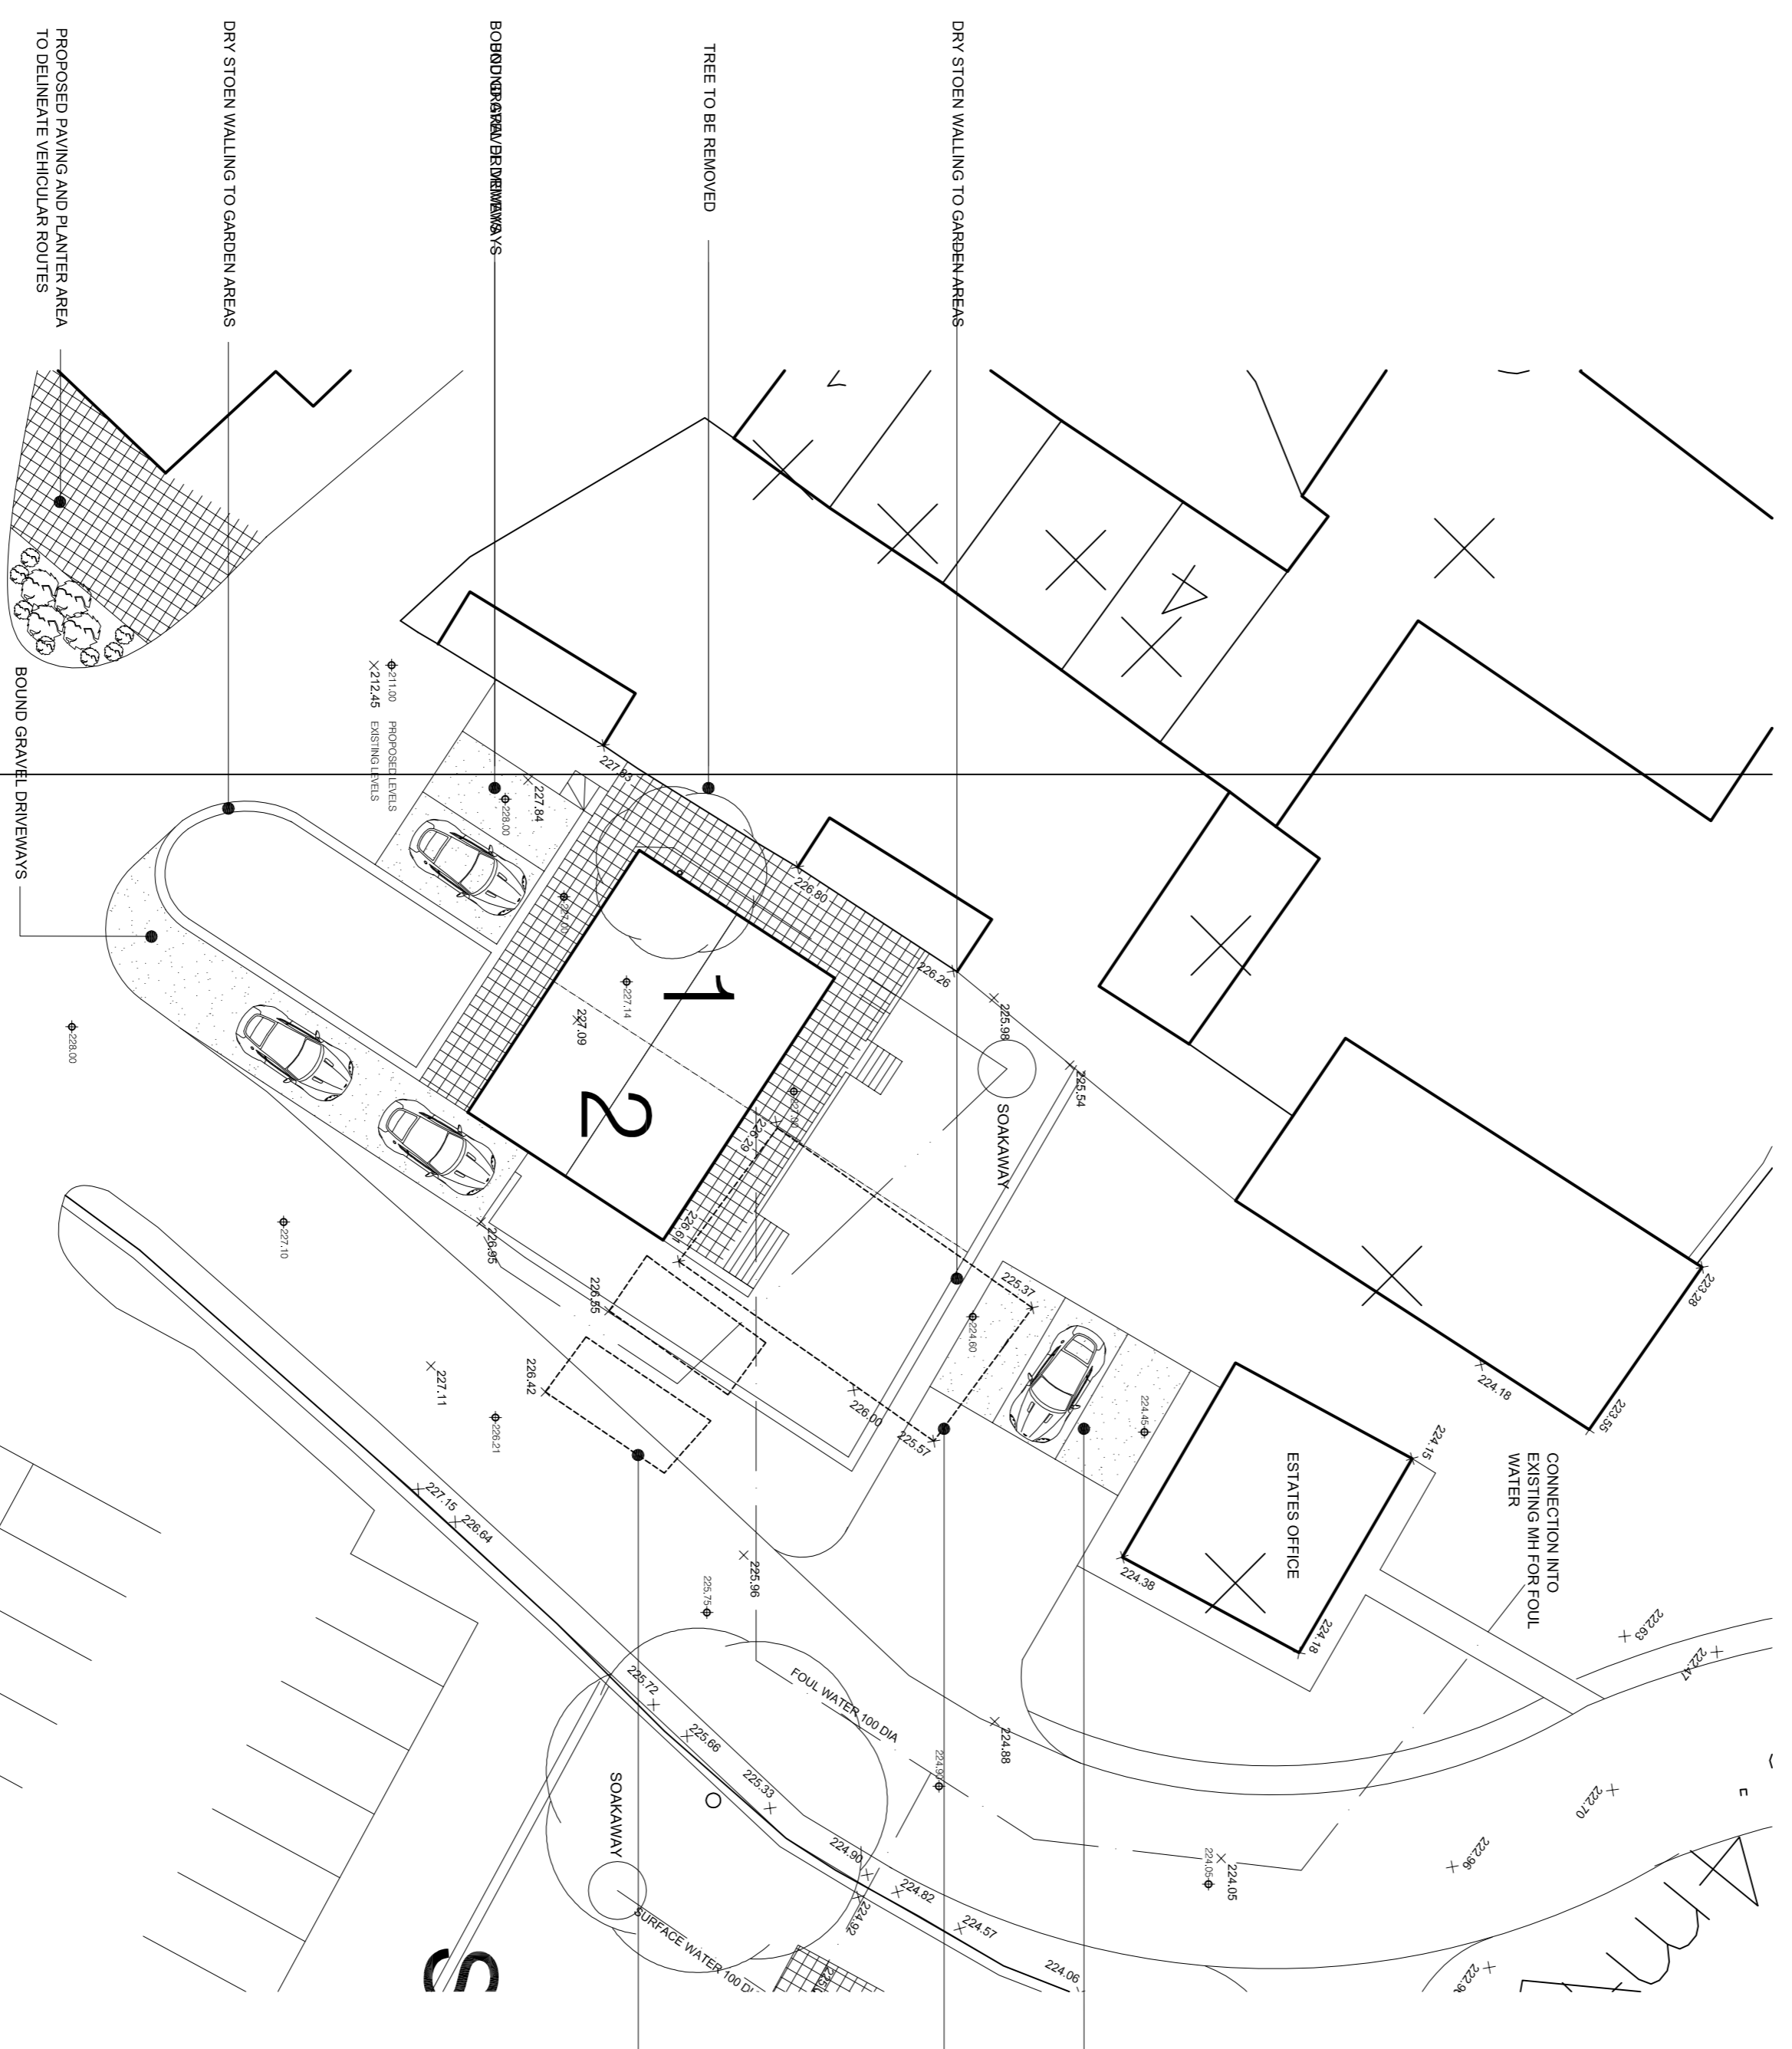 PROPOSED PAVING AND PLANTER AREA
TO DELINEATE VEHICULAR ROUTES
DRY STOEN WALLING TO GARDEN AREAS
TREE TO BE REMOVED
DRY STOEN WALLING TO GARDEN AREAS
BOUND GRAVEL DRIVEWAYS
211.00 PROPOSED LEVELS
212.45 EXISTING LEVELS
227.83
227.84
228.00
226.80
227.00
226.26
225.98
225.54
1
227.14
227.09
2
SOAKAWAY
228.00
227.10
226.95
226.55
226.42
227.11
226.21
227.15
226.64
225.37
224.60
226.00
225.57
224.45
ESTATES OFFICE
224.15
224.38
224.18
223.28
224.18
223.55
CONNECTION INTO
EXISTING MH FOR FOUL
WATER
222.63
222.47
222.70
222.96
225.96
225.75
FOUL WATER 100 DIA
224.88
224.90
224.05
224.05
225.72
225.66
225.33
224.90
224.82
224.92
224.57
224.06
SOAKAWAY
SURFACE WATER 100
S